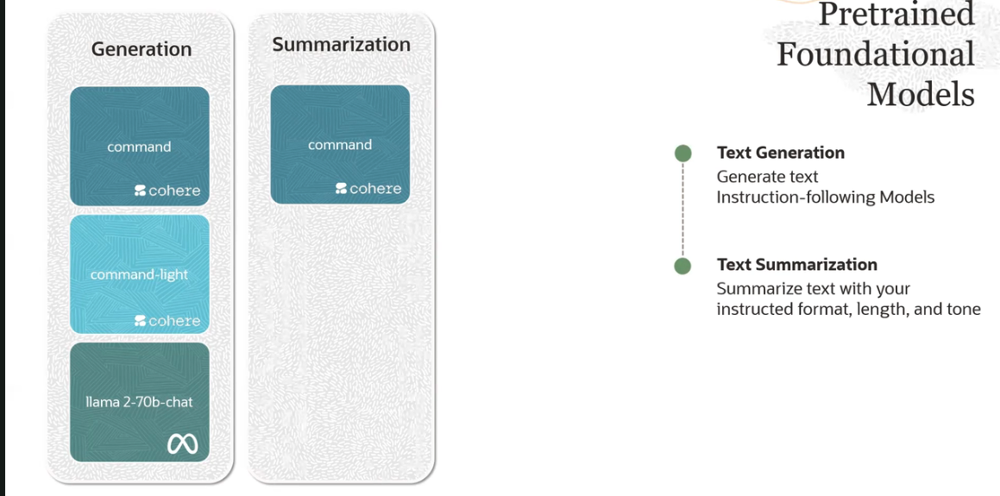 Generation
command
cohere
command-light
cohere
llama 2-70b-chat
Summarization
command
cohere
Pretrained
Foundational
Models
Text Generation
Generate text
Instruction-following Models
Text Summarization
Summarize text with your
instructed format, length, and tone